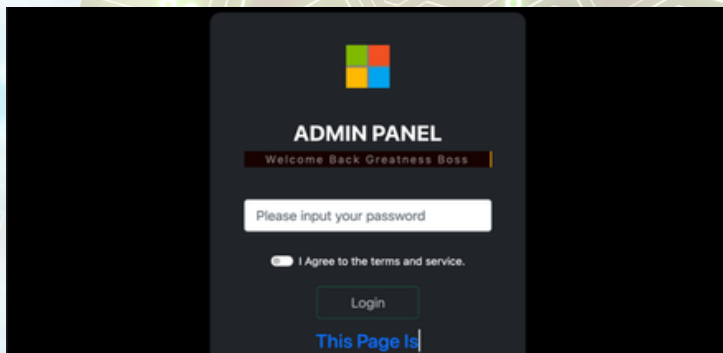 ADMIN PANEL
Welcome Back Greatness Boss
Please input your password
I Agree to the terms and service.
Login
This Page Is